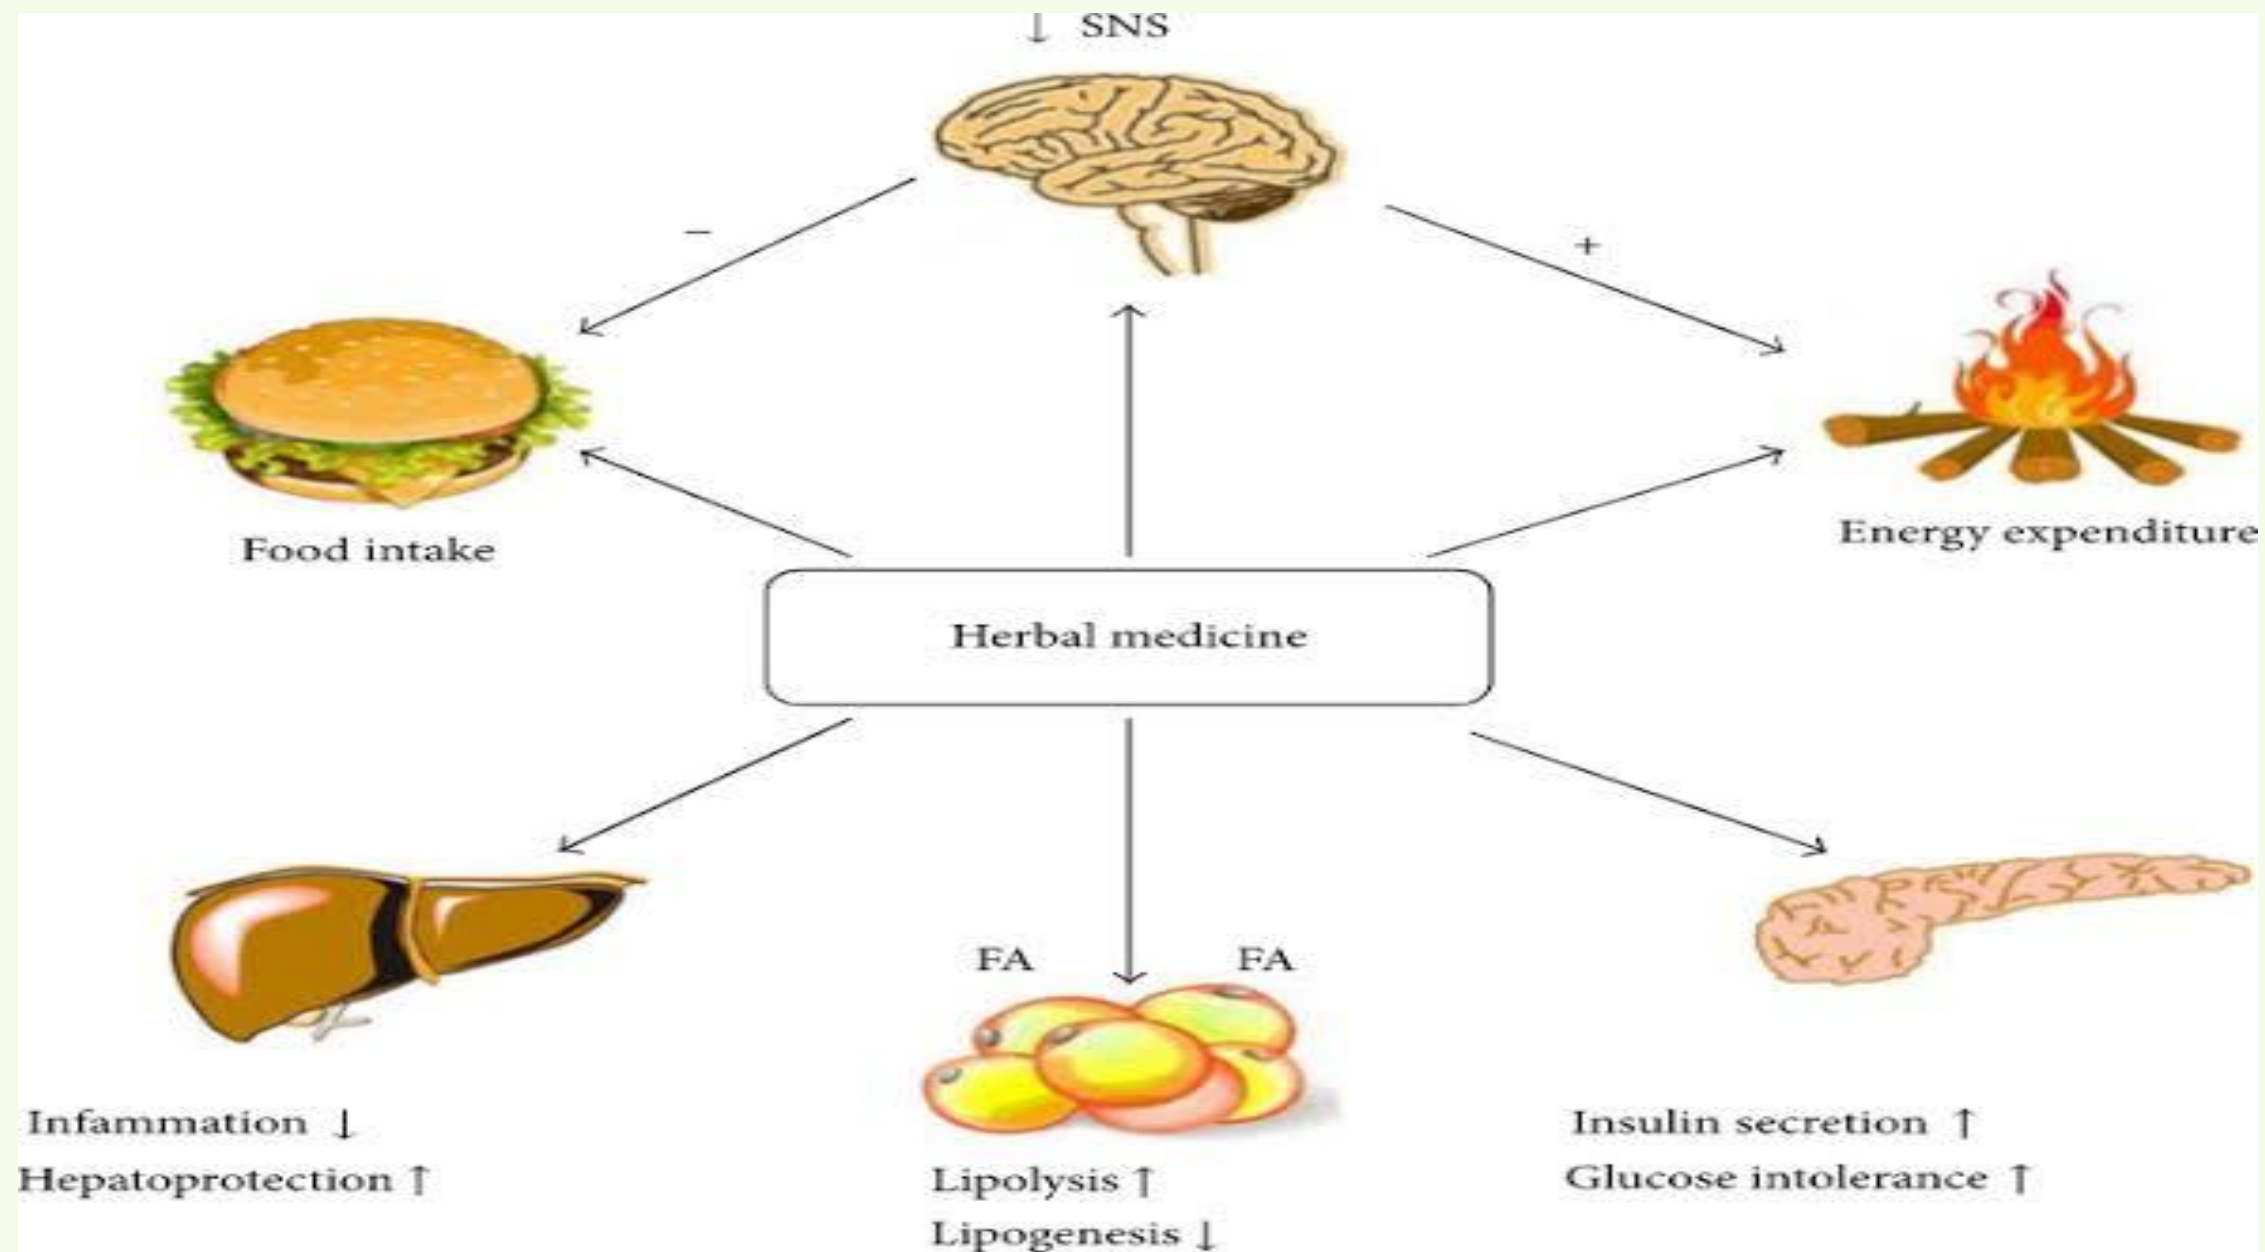 ↓ SNS
−
+
Food intake
Energy expenditure
Herbal medicine
FA
FA
Infammation ↓
Hepatoprotection ↑
Lipolysis ↑
Lipogenesis ↓
Insulin secretion ↑
Glucose intolerance ↑